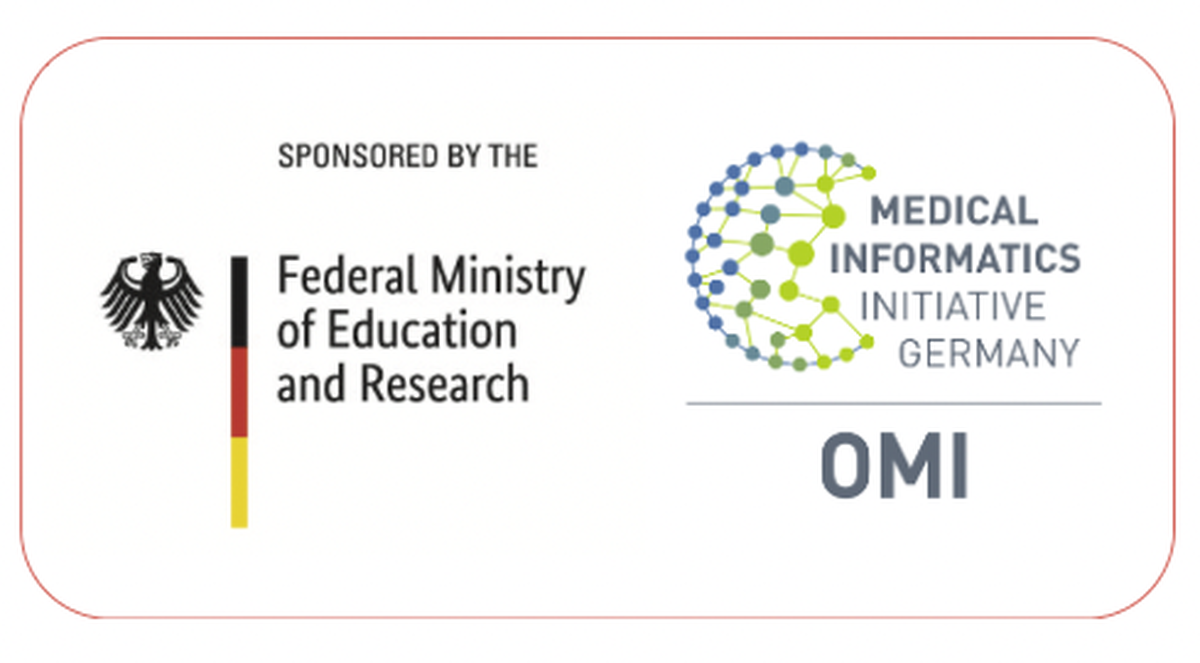 SPONSORED BY THE
Federal Ministry
of Education
and Research
MEDICAL
INFORMATICS
INITIATIVE
GERMANY
OMI